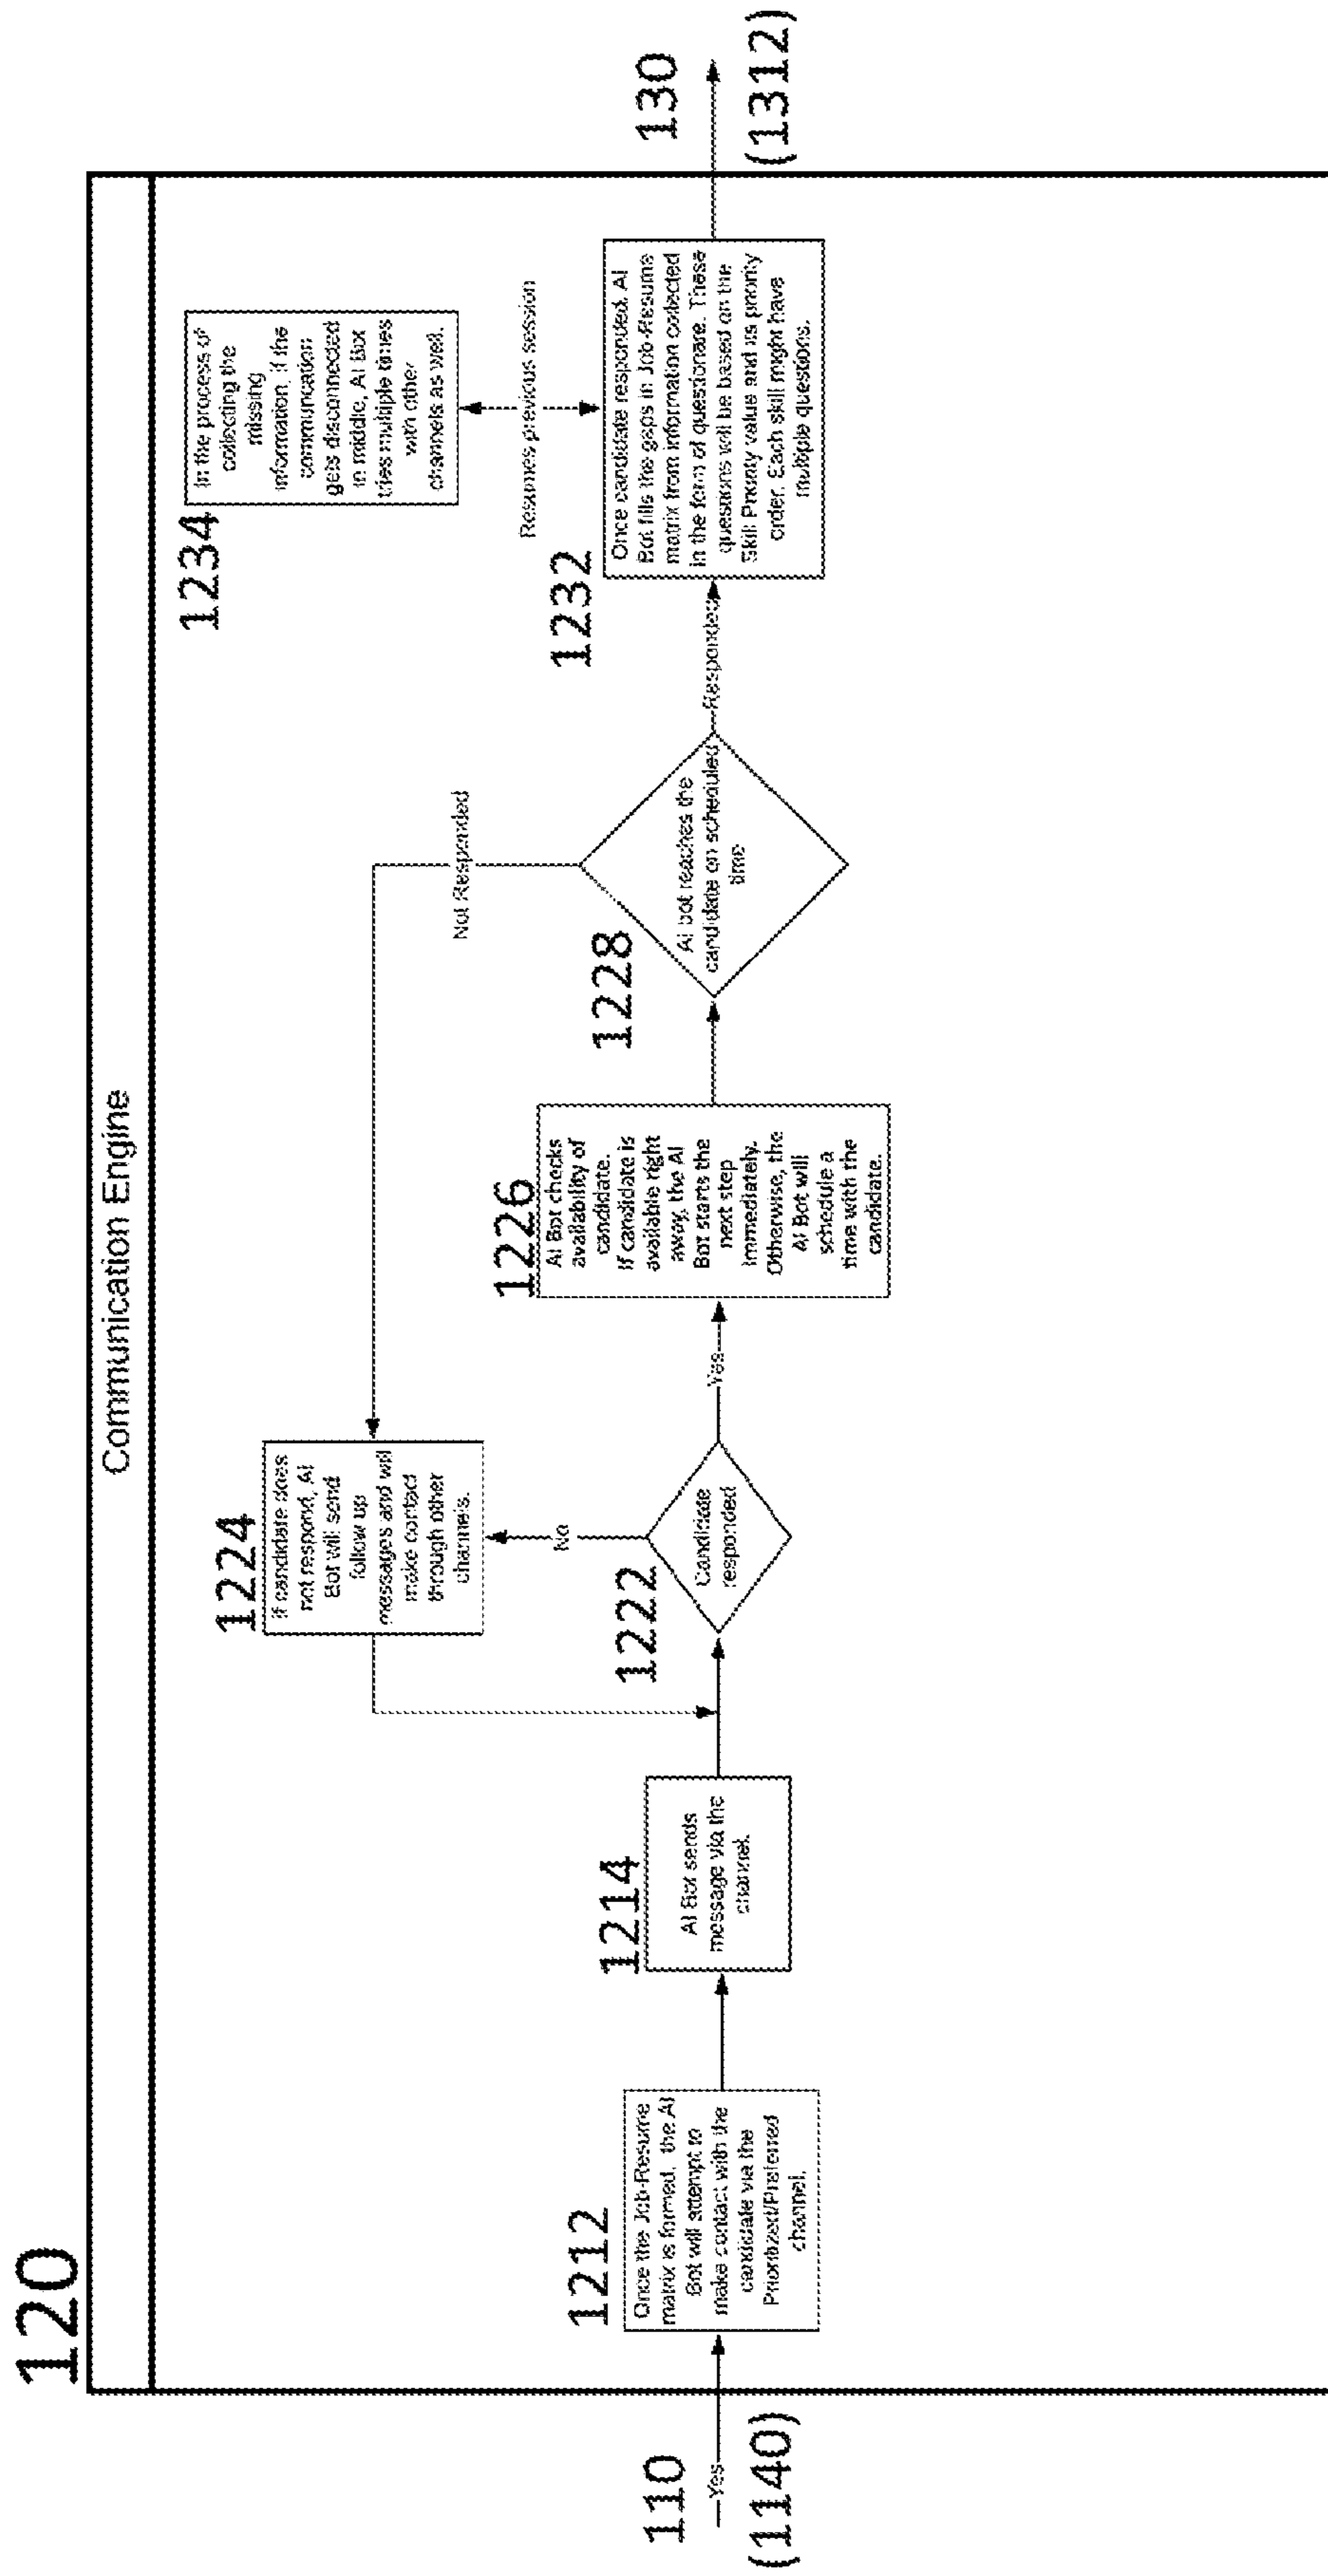 120
Communication Engine
110
Yes
(1140)
1212
Once the Job-Resume
matrix is formed, the AI
Bot will attempt to
make contact with the
candidate via the
Prioritized/Preferred
channel.
1214
AI Bot sends
message via the
channel.
1222
Candidate
responded
No
Yes
1224
If candidate does
not respond, AI
Bot will send
follow up
messages and will
make contact
through other
channels.
1226
AI Bot checks
availability of
candidate.
If candidate is
available right
away, the AI
Bot starts the
next step
immediately.
Otherwise, the
AI Bot will
schedule a
time with the
candidate.
1228
AI bot reaches the
candidate on scheduled
time
Not Responded
Responded
1232
Once candidate responded, AI
Bot fills the gaps in Job-Resume
matrix from information collected
in the form of questionare. These
questions will be based on the
Skill Priority value and its priority
order. Each skill might have
multiple questions.
Resumes previous session
1234
In the process of
collecting the
missing
information, if the
communication
gets disconnected
in middle, AI Bot
tries multiple times
with other
channels as well.
130
(1312)